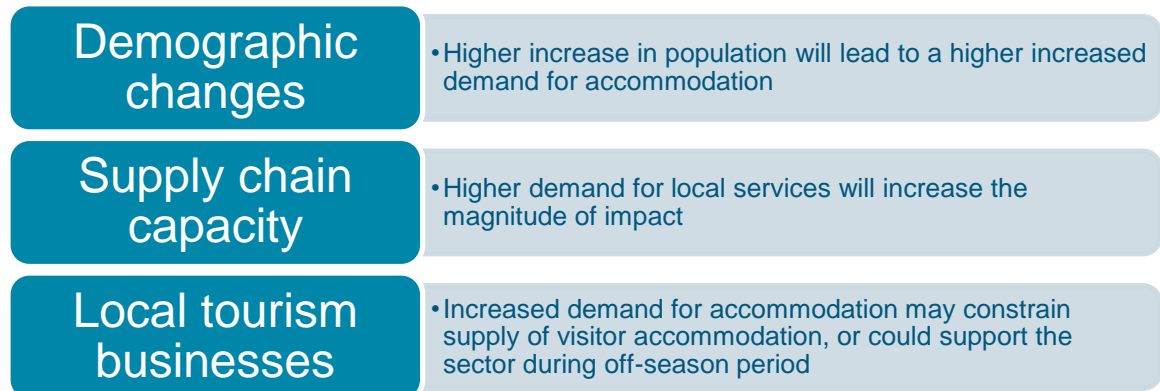 Demographic
changes
•Higher increase in population will lead to a higher increased
demand for accommodation
Supply chain
capacity
•Higher demand for local services will increase the
magnitude of impact
Local tourism
businesses
•Increased demand for accommodation may constrain
supply of visitor accommodation, or could support the
sector during off-season period